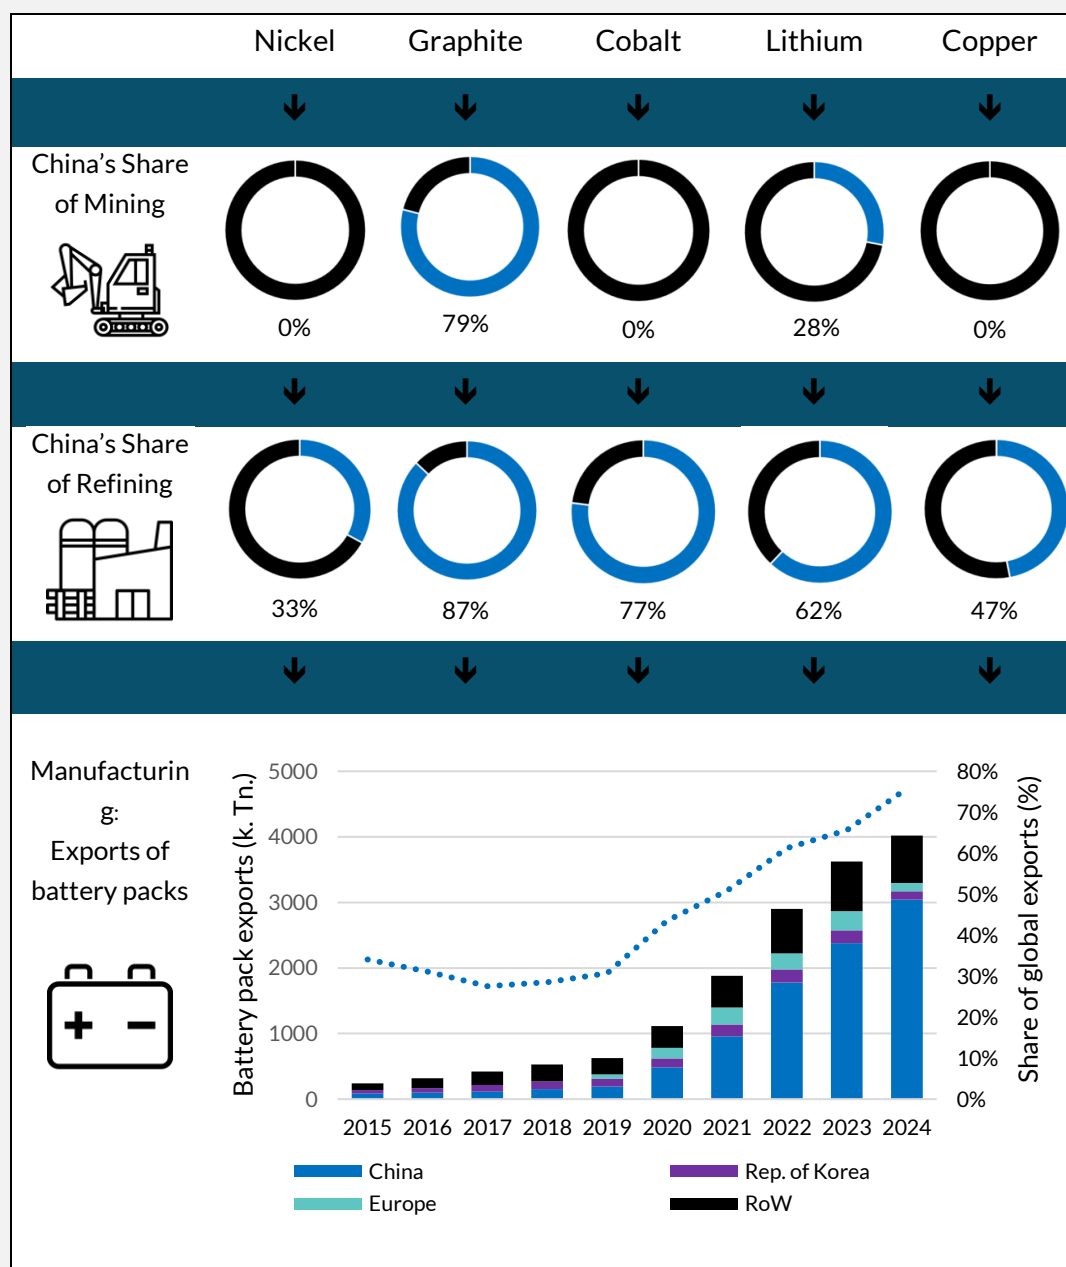 Nickel Graphite Cobalt Lithium Copper
China's Share
of Mining
0% 79% 0% 28% 0%
China's Share
of Refining
33% 87% 77% 62% 47%
Manufacturin
g:
Exports of
battery packs
Battery pack exports (k. Tn.)
5000
4000
3000
2000
1000
0
80%
70%
60%
50%
40%
30%
20%
10%
0%
Share of global exports (%)
2015 2016 2017 2018 2019 2020 2021 2022 2023 2024
China Rep. of Korea
Europe RoW